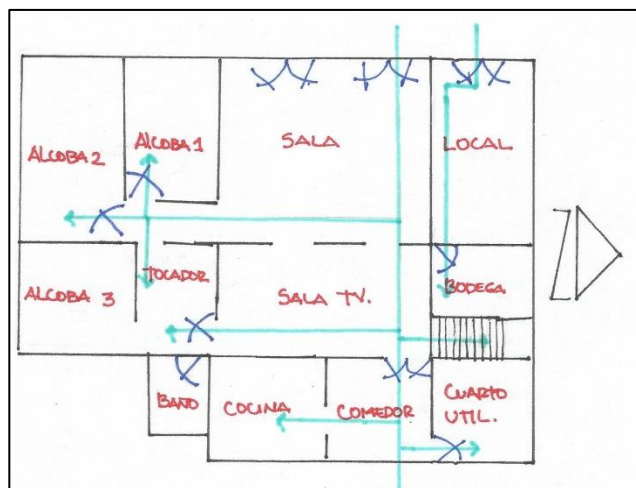 ALCOBA 2
ALCOBA 1
SALA
LOCAL
ALCOBA 3
TOCADOR
SALA TV.
BODEGA
BAÑO
COCINA
COMEDOR
CUARTO
UTIL.
N